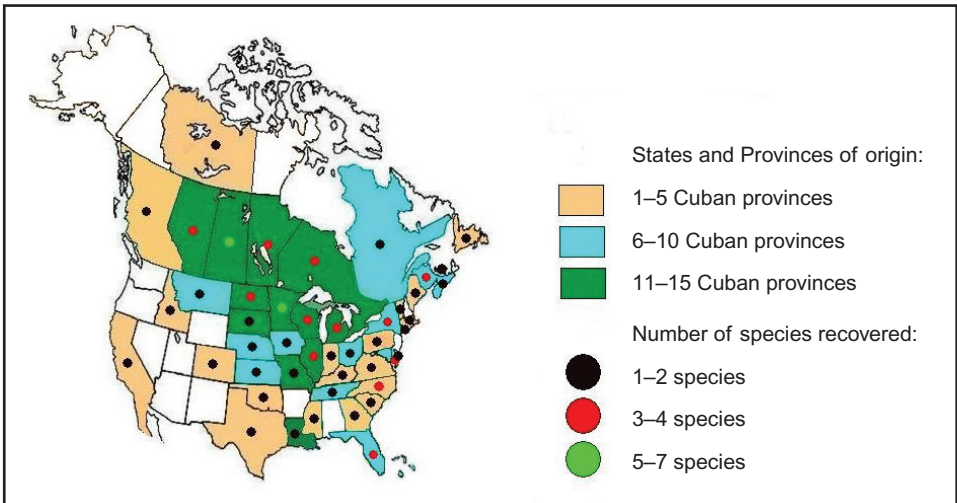 States and Provinces of origin:
1–5 Cuban provinces
6–10 Cuban provinces
11–15 Cuban provinces
Number of species recovered:
1–2 species
3–4 species
5–7 species